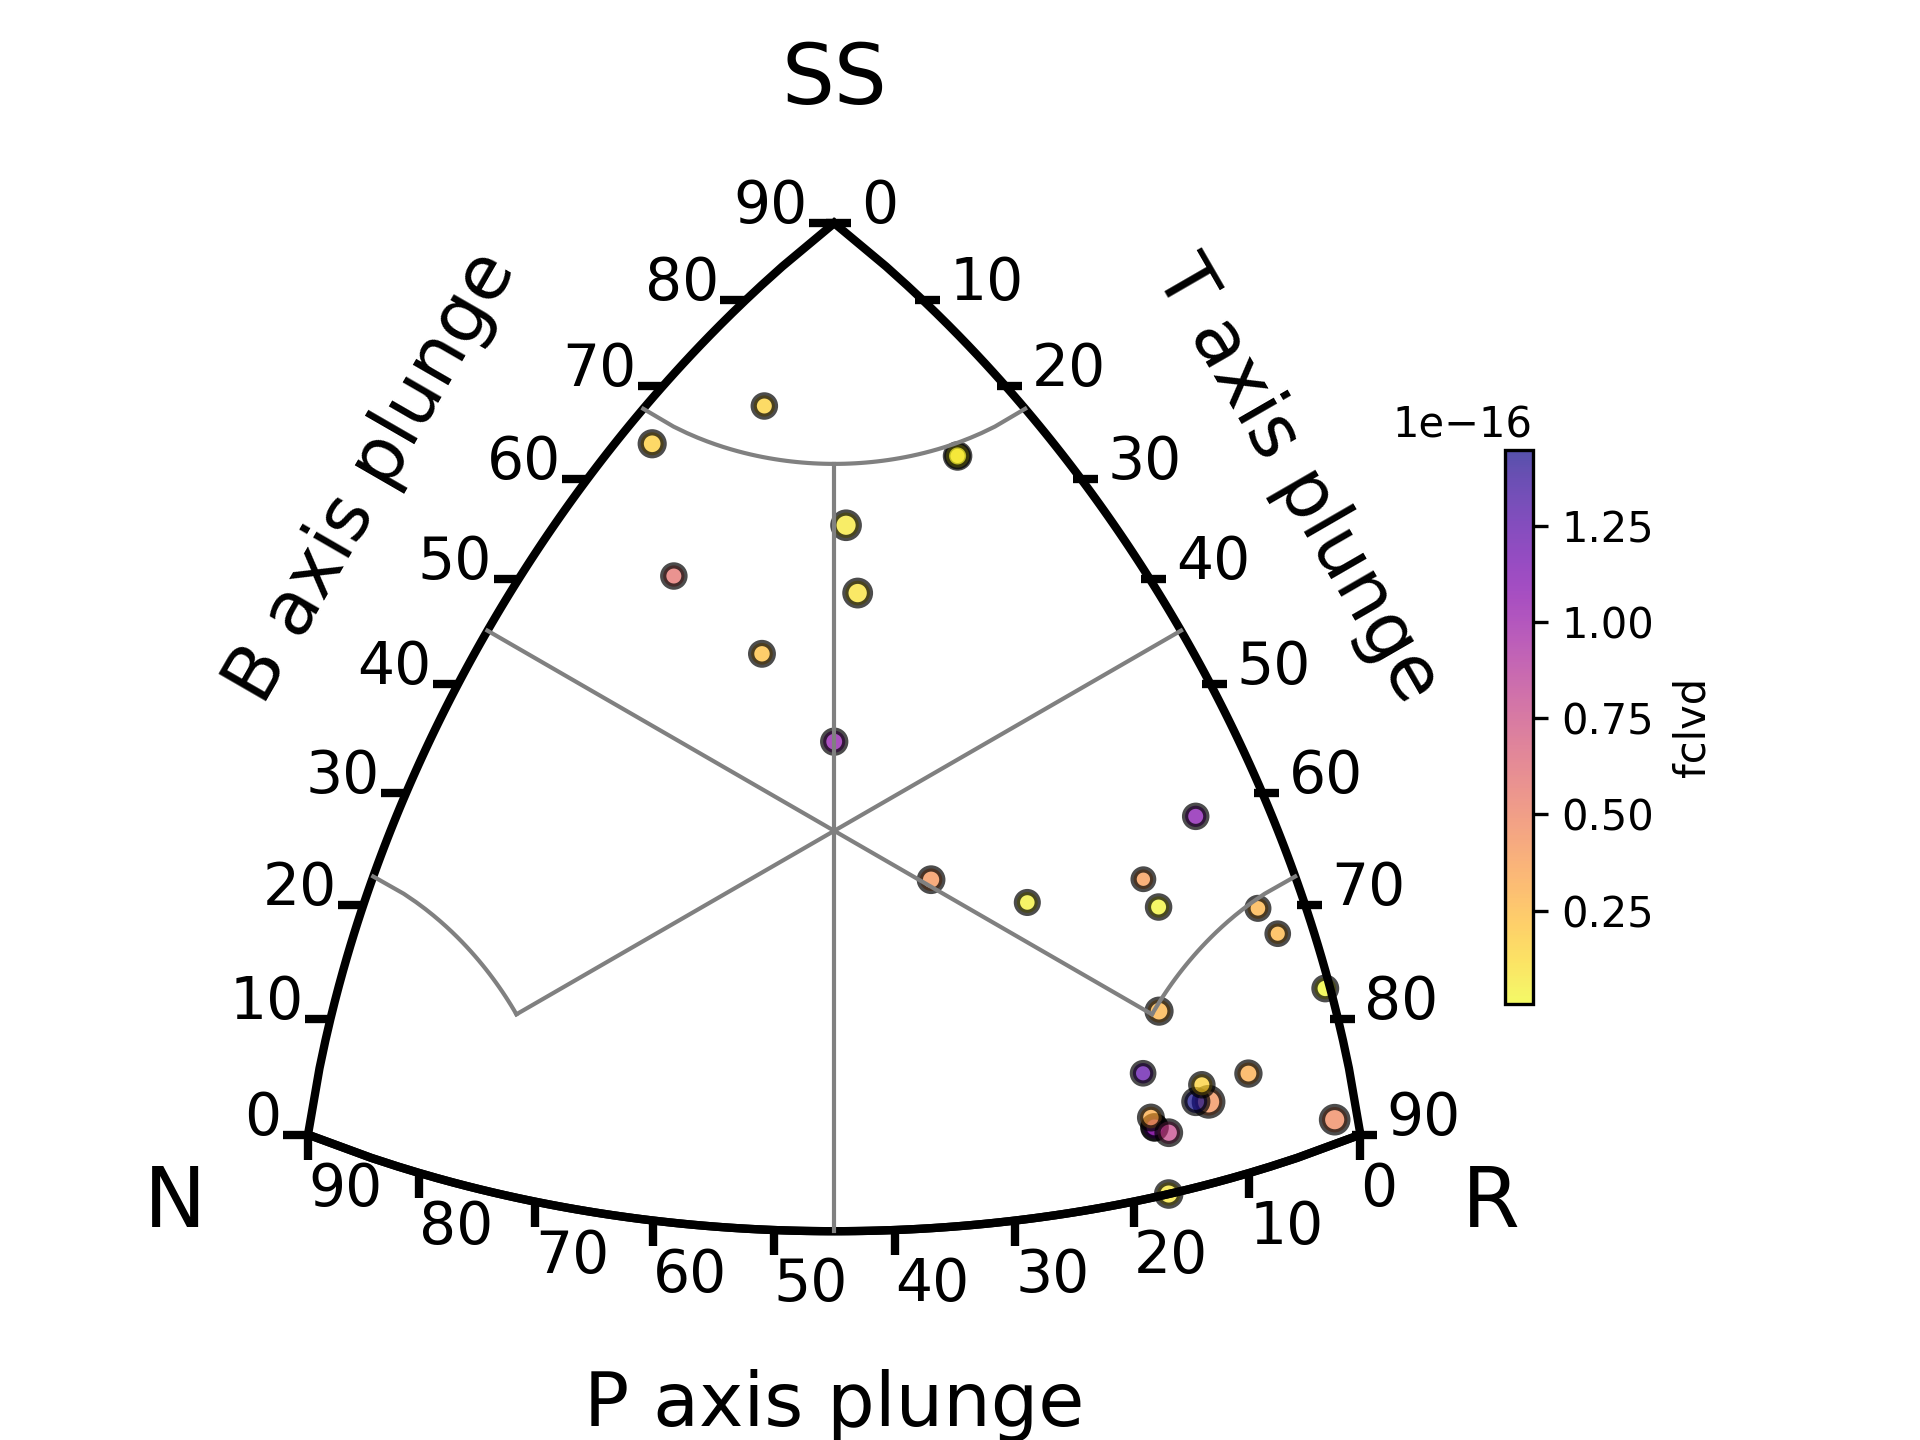 SS
90 0
80 10
70 20
60 30
50 40
40 50
30 60
20 70
10 80
0 90
B axis plunge
T axis plunge
N
R
90 80 70 60 50 40 30 20 10 0
P axis plunge
1e−16
1.25
1.00
0.75
0.50
0.25
fclvd